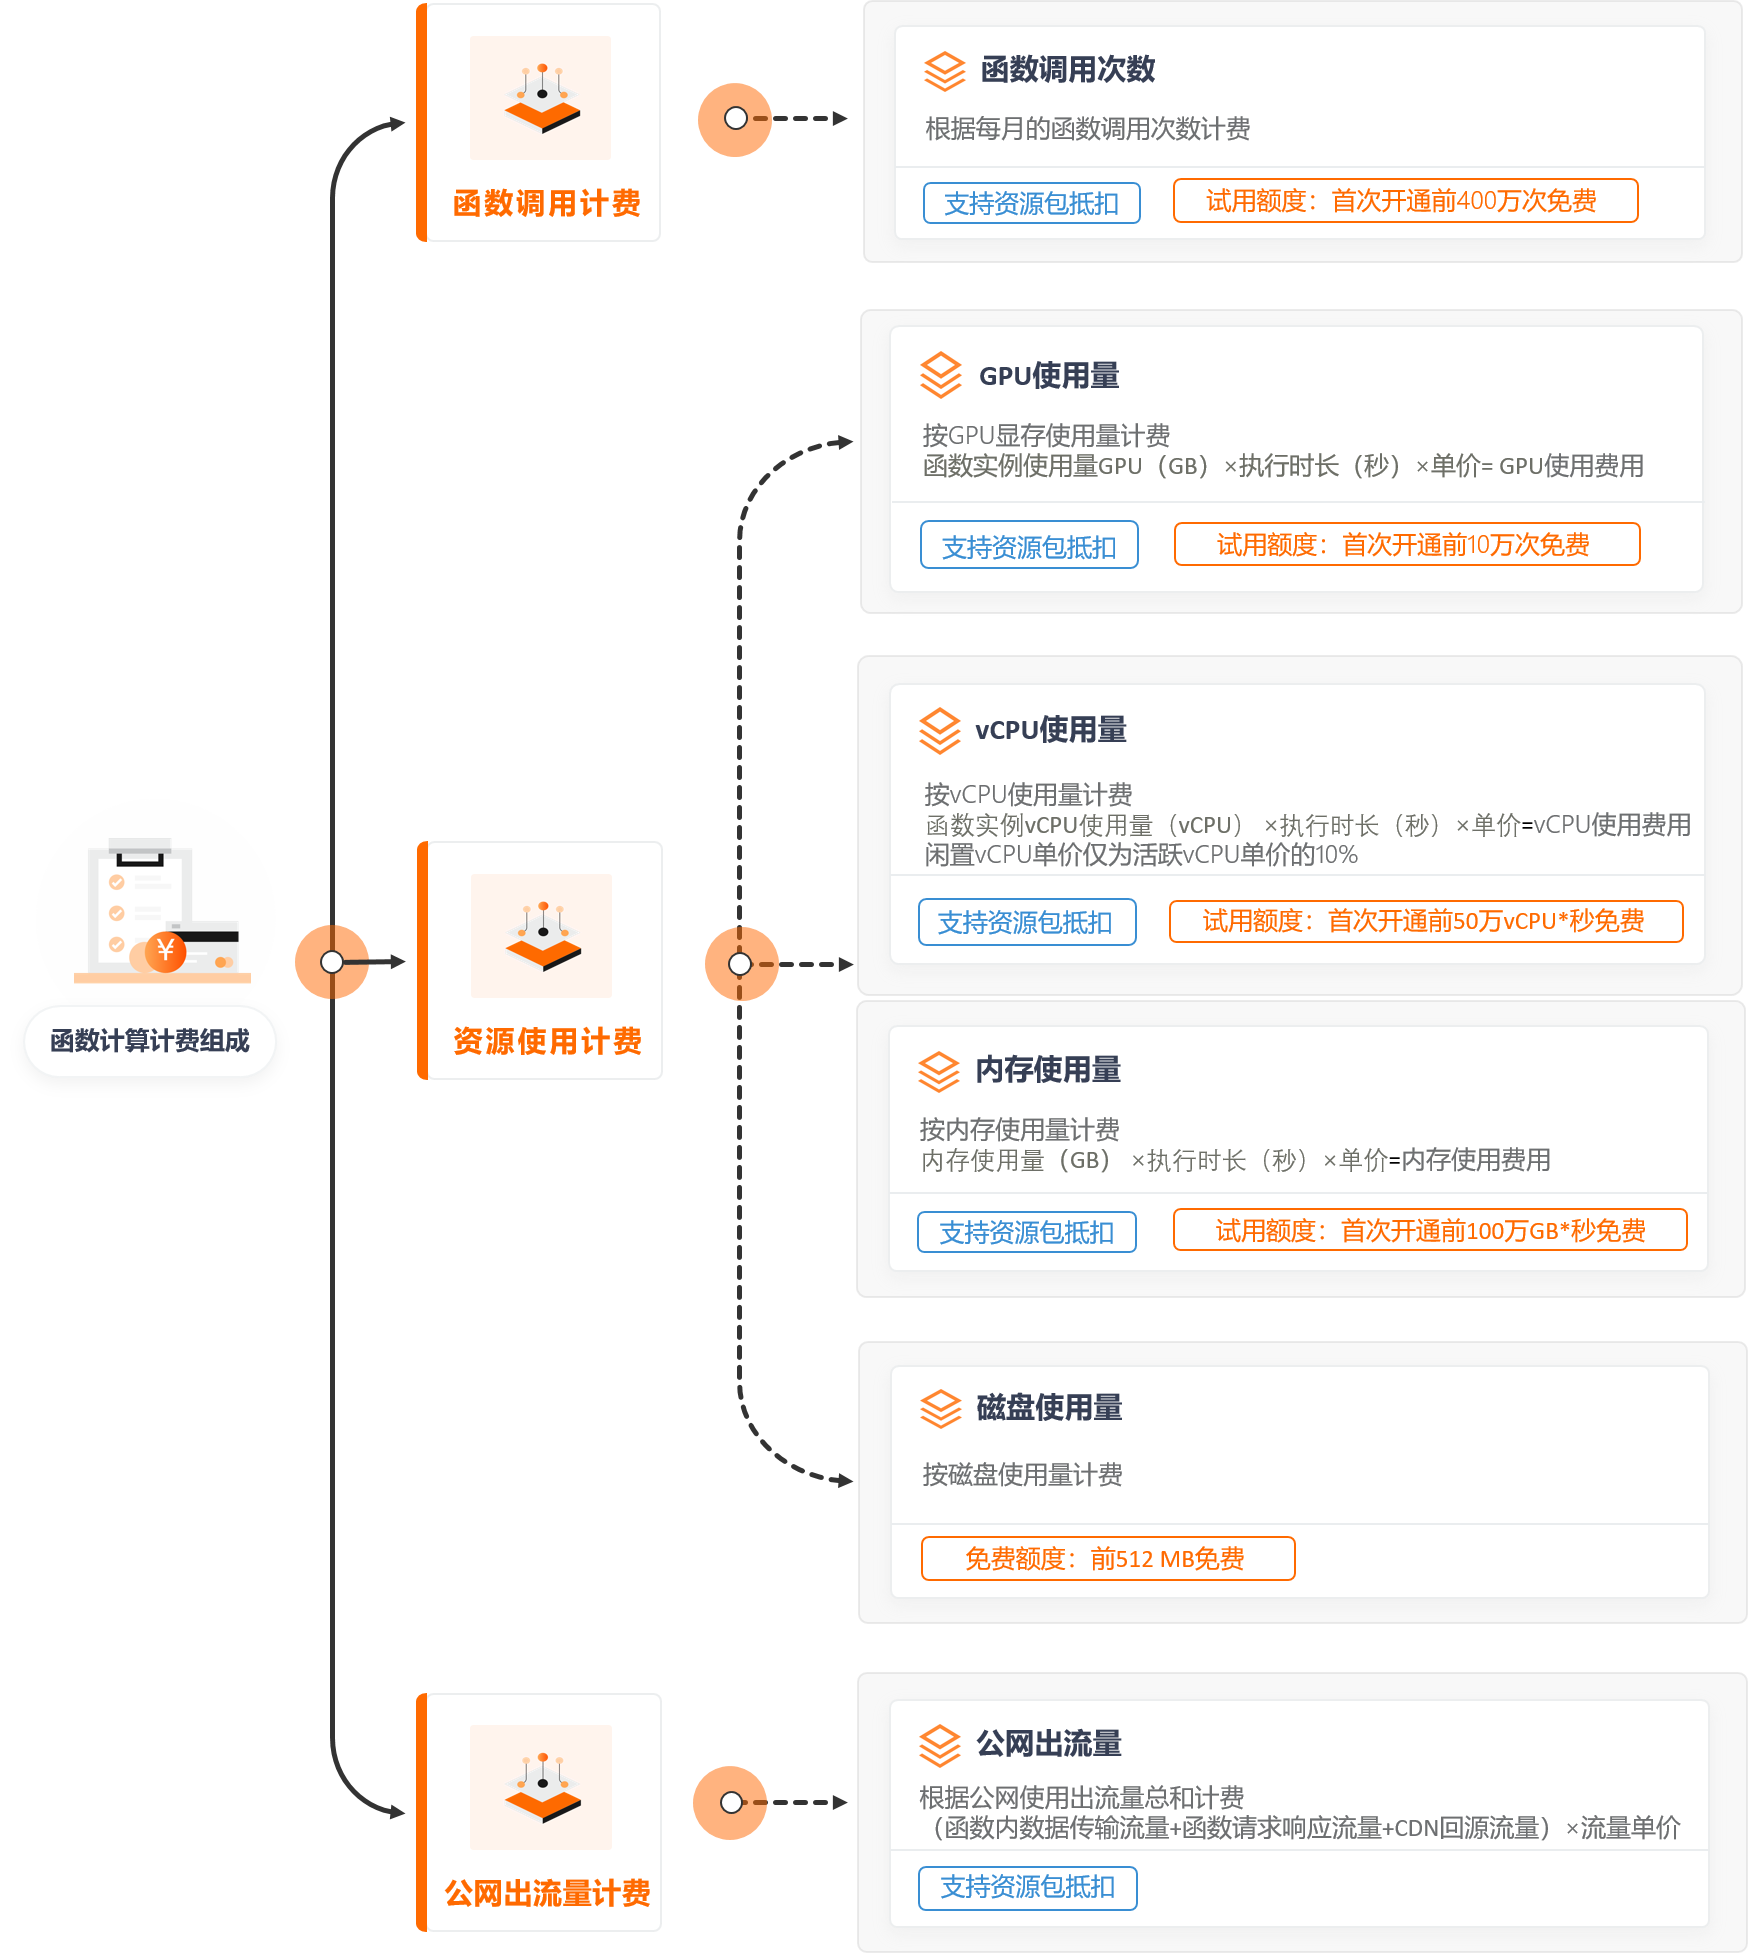 函数计算计费组成
¥
函数调用计费
函数调用次数
根据每月的函数调用次数计费
支持资源包抵扣
试用额度：首次开通前400万次免费
资源使用计费
GPU使用量
按GPU显存使用量计费
函数实例使用量GPU（GB）×执行时长（秒）×单价= GPU使用费用
支持资源包抵扣
试用额度：首次开通前10万次免费
vCPU使用量
按vCPU使用量计费
函数实例vCPU使用量（vCPU） ×执行时长（秒）×单价=vCPU使用费用
闲置vCPU单价仅为活跃vCPU单价的10%
支持资源包抵扣
试用额度：首次开通前50万vCPU*秒免费
内存使用量
按内存使用量计费
内存使用量（GB） ×执行时长（秒）×单价=内存使用费用
支持资源包抵扣
试用额度：首次开通前100万GB*秒免费
磁盘使用量
按磁盘使用量计费
免费额度：前512 MB免费
公网出流量计费
公网出流量
根据公网使用出流量总和计费
（函数内数据传输流量+函数请求响应流量+CDN回源流量）×流量单价
支持资源包抵扣